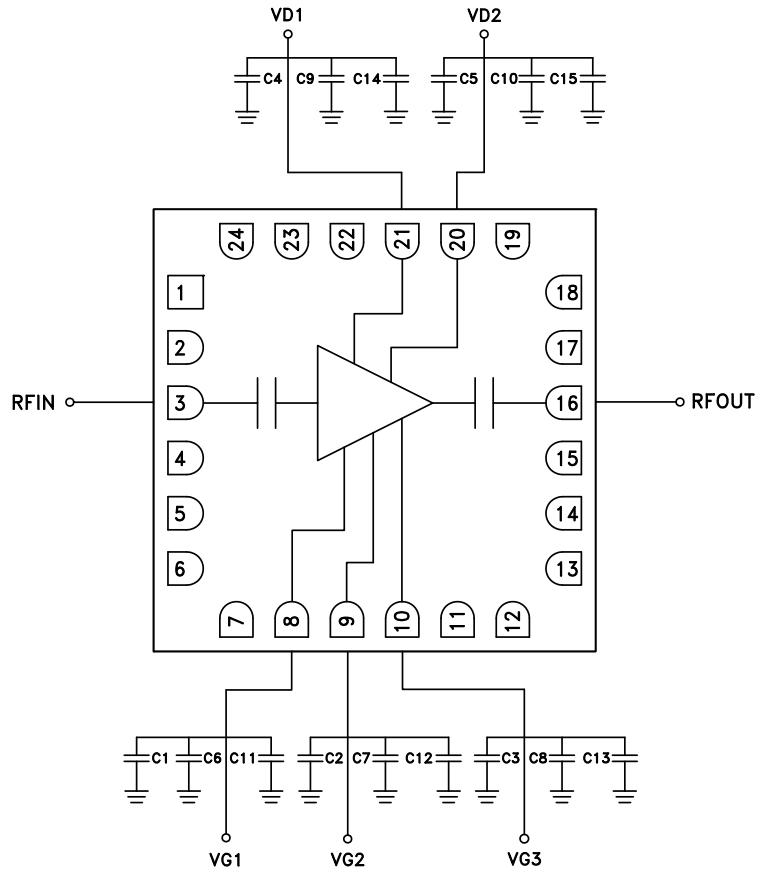 VD1 VD2
C4 C9 C14 C5 C10 C15
24 23 22 21 20 19
1 18
2 17
RFIN 3 16 RFOUT
4 15
5 14
6 13
7 8 9 10 11 12
C1 C6 C11 C2 C7 C12 C3 C8 C13
VG1 VG2 VG3